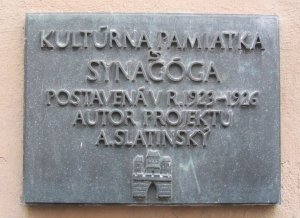 KULTÚRNA PAMIATKA
SYNAGÓGA
POSTAVENÁ V R. 1923-1926
AUTOR PROJEKTU
A. SLATINSKÝ